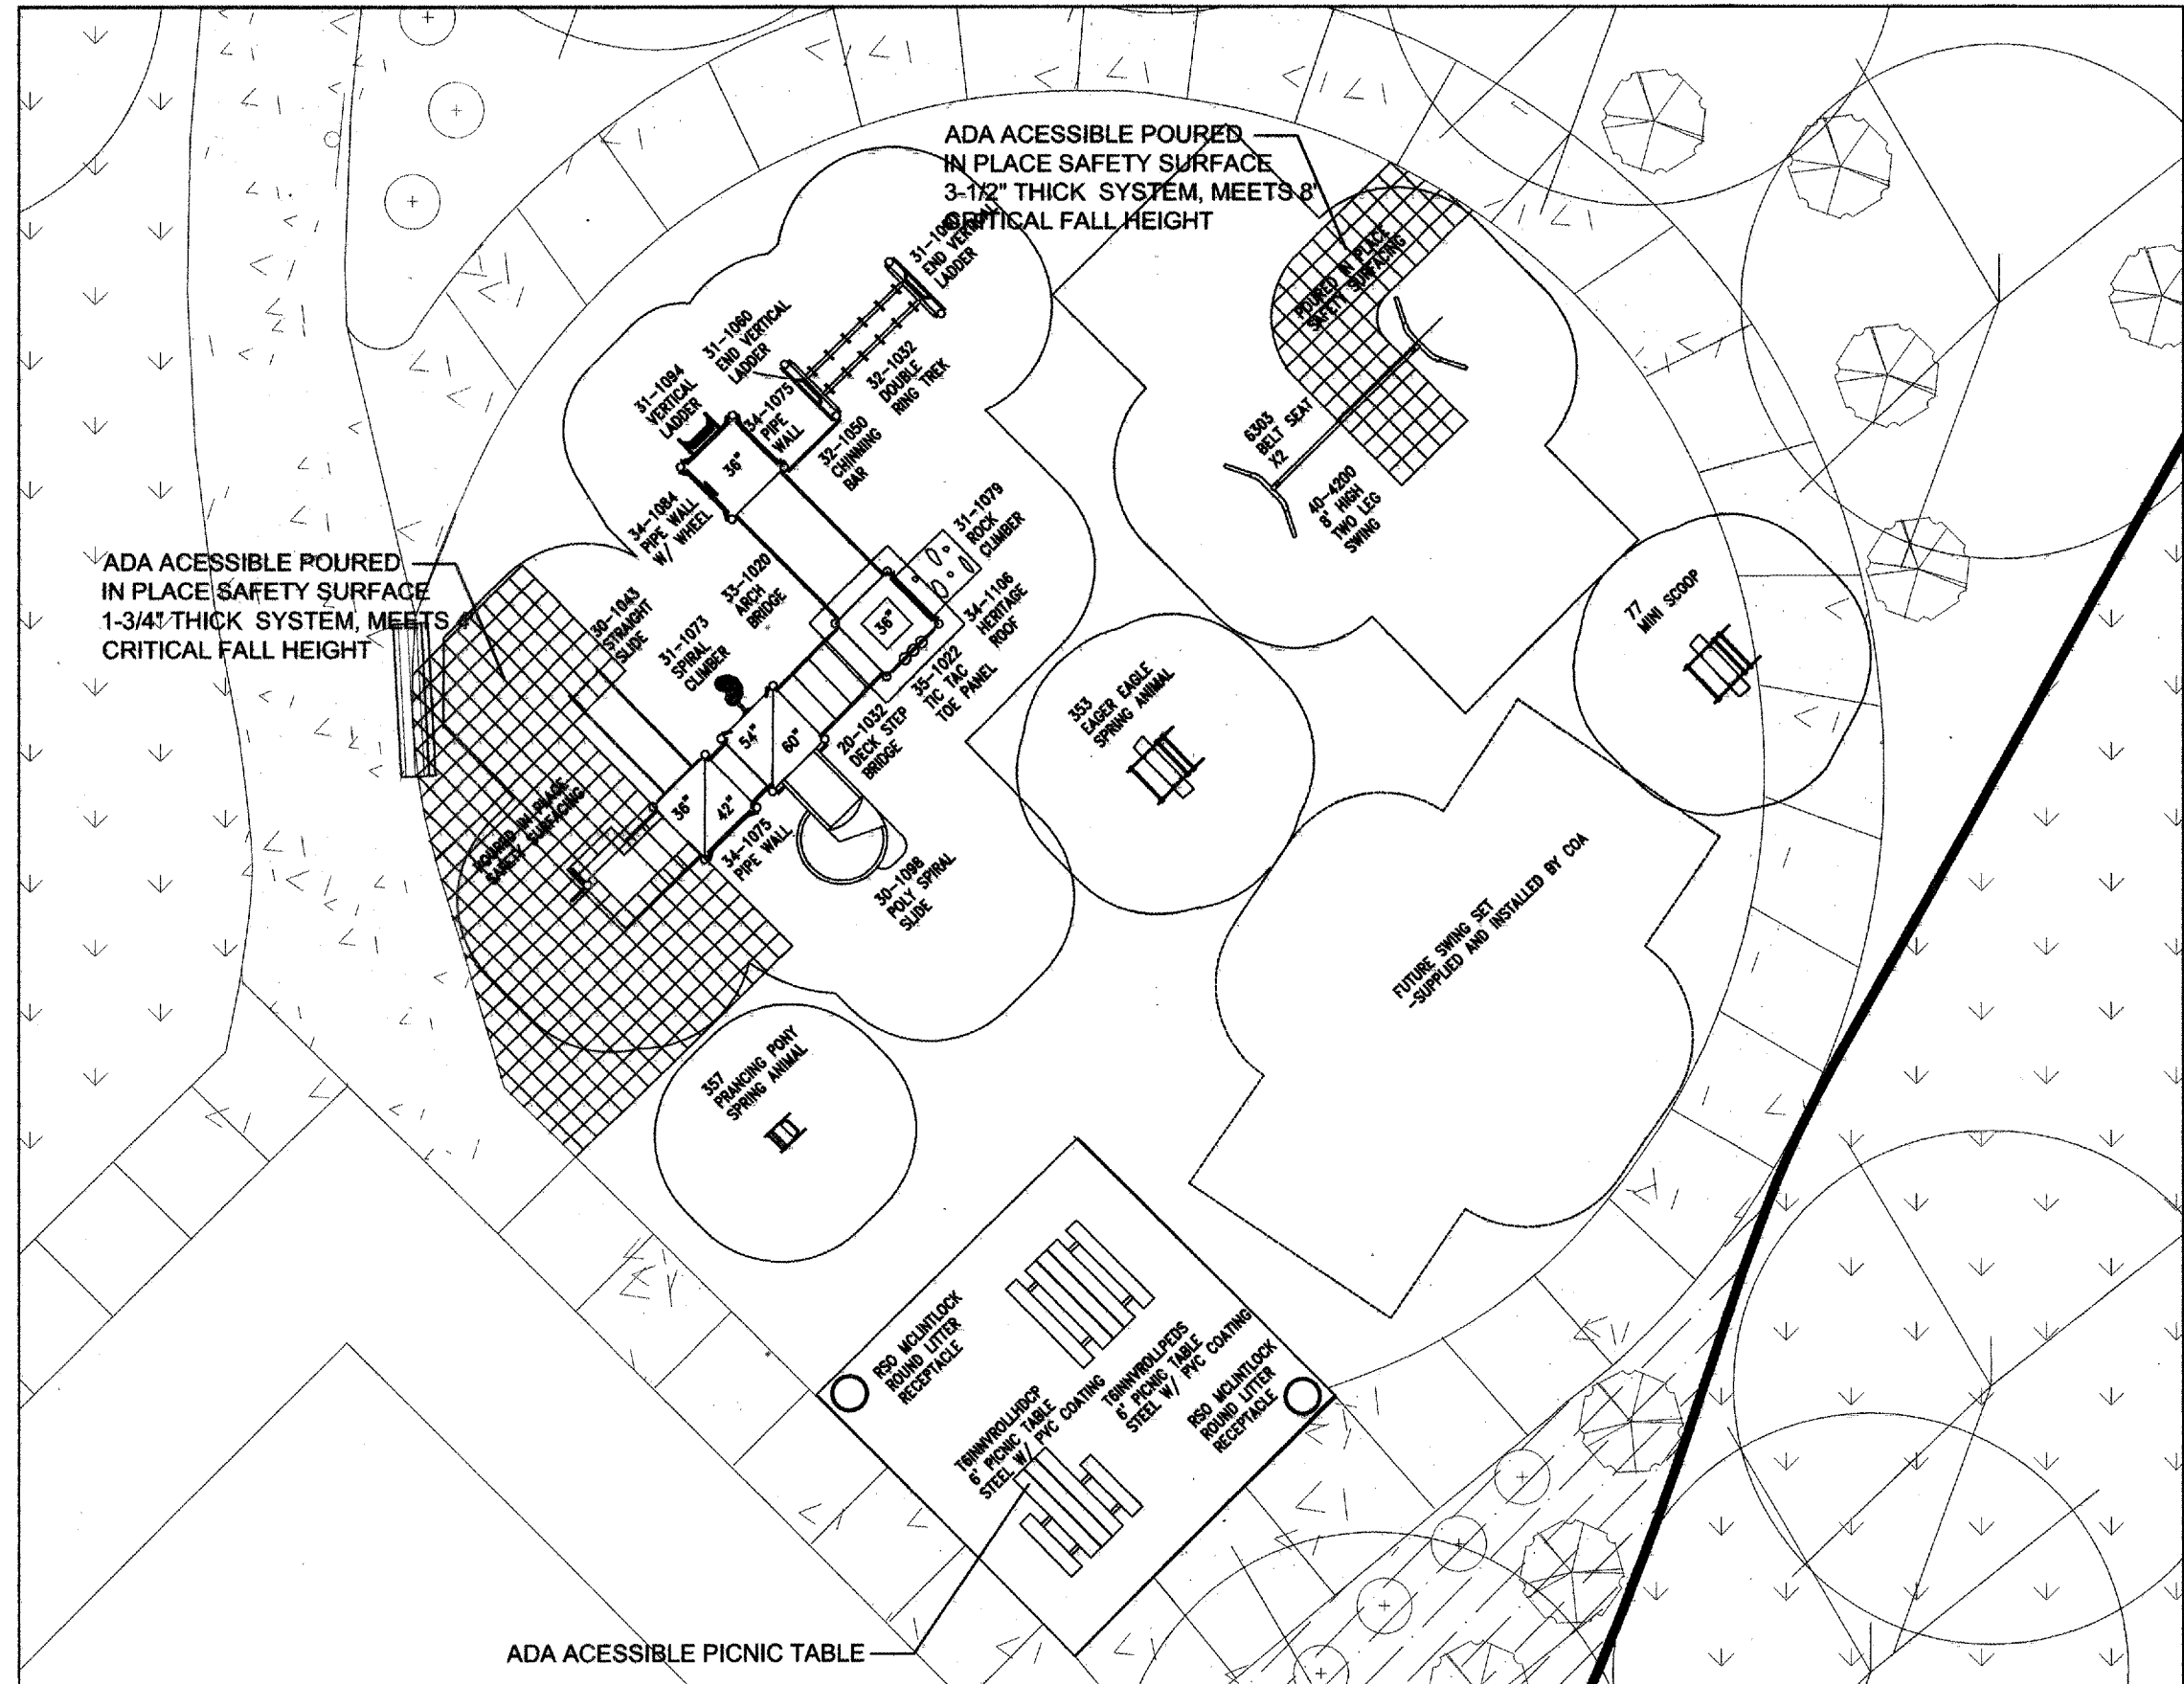 ADA ACESSIBLE POURED
IN PLACE SAFETY SURFACE
3-1/2" THICK SYSTEM, MEETS 8'
CRITICAL FALL HEIGHT
END VERTICAL
LADDER
31-1060
END VERTICAL
LADDER
31-1094
VERTICAL
LADDER
34-1075
PIPE
WALL
32-1032
DOUBLE
RING TREK
32-1050
CHINNING
BAR
36"
34-1084
PIPE WALL
W/ WHEEL
POURED IN PLACE
SAFETY SURFACING
6303
BELT SEAT
X2
40-4200
8' HIGH
TWO LEG
SWING
31-1079
ROCK
CLIMBER
33-1020
ARCH
BRIDGE
36"
34-1106
HERITAGE
ROOF
35-1022
TIC TAC
TOE PANEL
ADA ACESSIBLE POURED
IN PLACE SAFETY SURFACE
1-3/4" THICK SYSTEM, MEETS 4'
CRITICAL FALL HEIGHT
30-1043
STRAIGHT
SLIDE
31-1073
SPIRAL
CLIMBER
54"
60"
20-1032
DECK STEP
BRIDGE
36"
42"
34-1075
PIPE WALL
30-1098
POLY SPIRAL
SLIDE
POURED IN PLACE
SAFETY SURFACING
77
MINI SCOOP
353
EAGER EAGLE
SPRING ANIMAL
FUTURE SWING SET
-SUPPLIED AND INSTALLED BY COA
357
PRANCING PONY
SPRING ANIMAL
RSO MCLINTLOCK
ROUND LITTER
RECEPTACLE
T6INNVROLLHDCP
6' PICNIC TABLE
STEEL W/ PVC COATING
T6INNVROLLPEDS
6' PICNIC TABLE
STEEL W/ PVC COATING
RSO MCLINTLOCK
ROUND LITTER
RECEPTACLE
ADA ACESSIBLE PICNIC TABLE